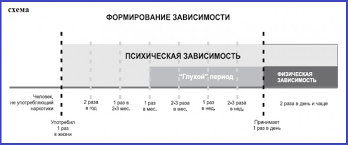 схема
ФОРМИРОВАНИЕ ЗАВИСИМОСТИ
ПСИХИЧЕСКАЯ ЗАВИСИМОСТЬ
"Глухой" период
ФИЗИЧЕСКАЯ
ЗАВИСИМОСТЬ
Человек,
не употребляющий
наркотики
2 раза
в год
1 раз в
2-3 мес.
1 раз
в мес.
2-3 раза
в мес.
1 раз
в нед.
2-3 раза
в нед.
2 раза в день и чаще
Употребил
1 раз
в жизни
Принимает
1 раз в день